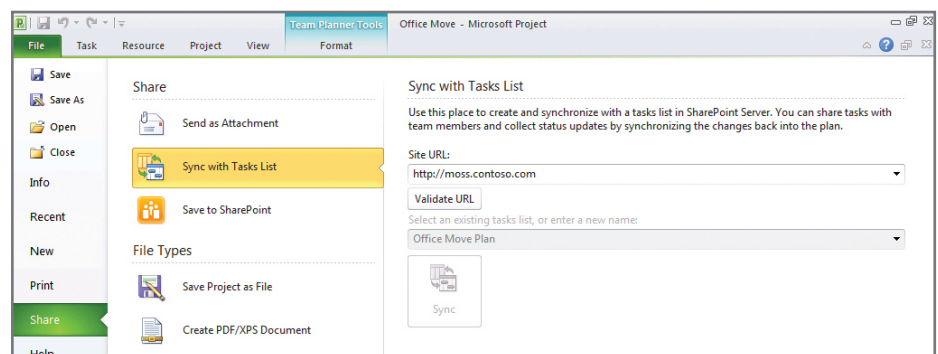 Team Planner Tools
Office Move - Microsoft Project
File Task Resource Project View Format
Save
Save As
Open
Close
Info
Recent
New
Print
Share
Help
Share
Send as Attachment
Sync with Tasks List
Save to SharePoint
File Types
Save Project as File
Create PDF/XPS Document
Sync with Tasks List
Use this place to create and synchronize with a tasks list in SharePoint Server. You can share tasks with
team members and collect status updates by synchronizing the changes back into the plan.
Site URL:
http://moss.contoso.com
Validate URL
Select an existing tasks list, or enter a new name:
Office Move Plan
Sync